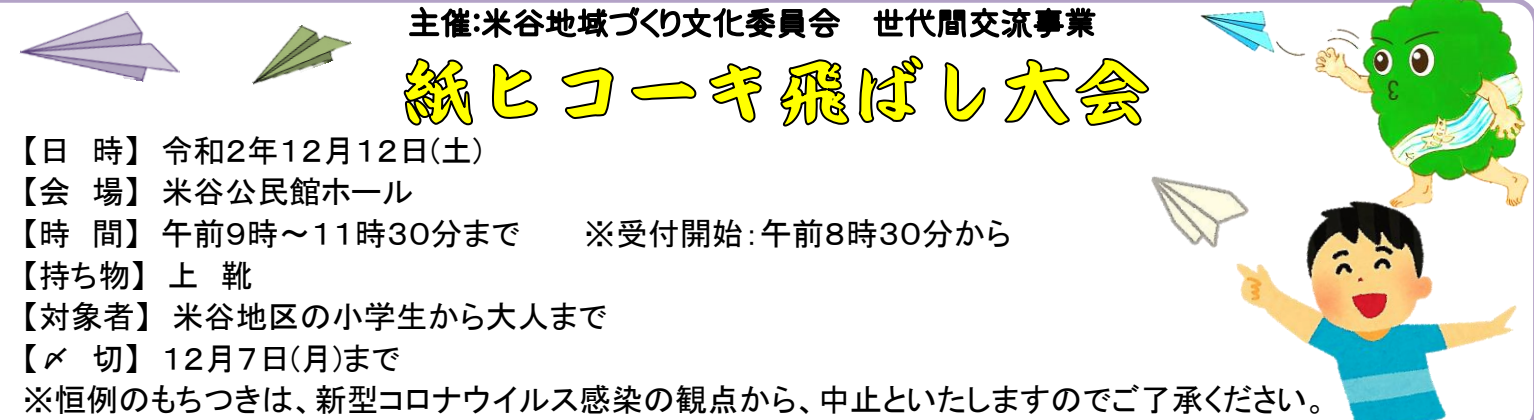 主催:米谷地域づくり文化委員会　世代間交流事業
紙ヒコーキ飛ばし大会
【日　時】 令和2年12月12日(土)
【会　場】 米谷公民館ホール
【時　間】 午前9時～11時30分まで　　※受付開始：午前8時30分から
【持ち物】 上　靴
【対象者】 米谷地区の小学生から大人まで
【〆　切】 12月7日(月)まで
※恒例のもちつきは、新型コロナウイルス感染の観点から、中止といたしますのでご了承ください。